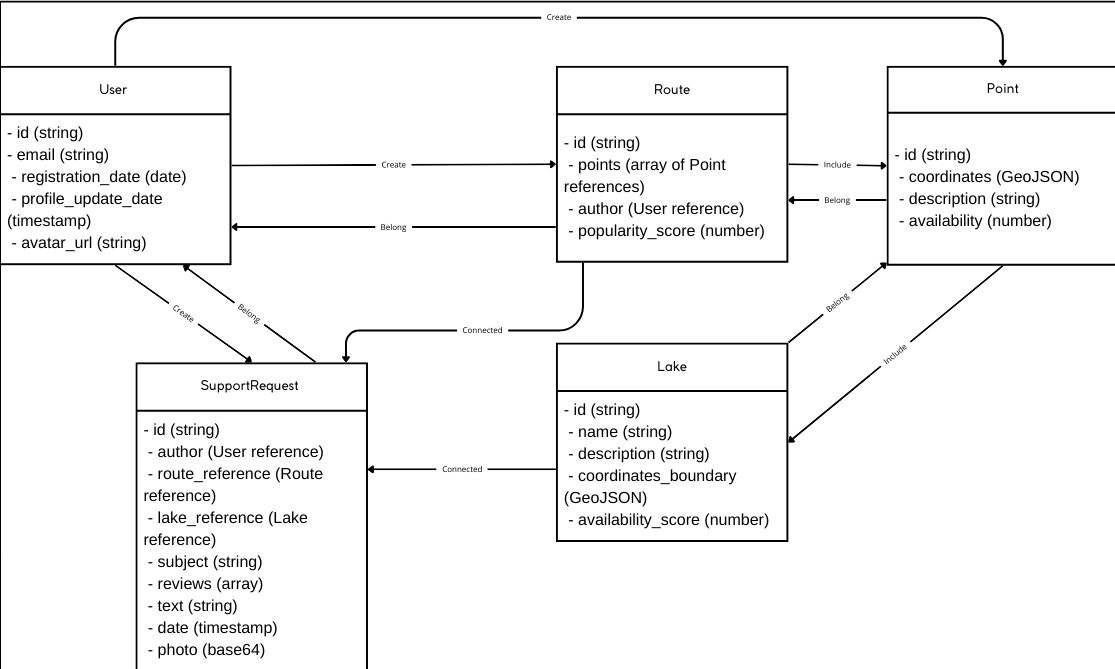 Create
User
- id (string)
- email (string)
- registration_date (date)
- profile_update_date
(timestamp)
- avatar_url (string)
Create
Belong
Route
- id (string)
- points (array of Point
references)
- author (User reference)
- popularity_score (number)
Include
Belong
Point
- id (string)
- coordinates (GeoJSON)
- description (string)
- availability (number)
Create
Belong
Connected
Belong
Include
SupportRequest
- id (string)
- author (User reference)
- route_reference (Route
reference)
- lake_reference (Lake
reference)
- subject (string)
- reviews (array)
- text (string)
- date (timestamp)
- photo (base64)
Connected
Lake
- id (string)
- name (string)
- description (string)
- coordinates_boundary
(GeoJSON)
- availability_score (number)